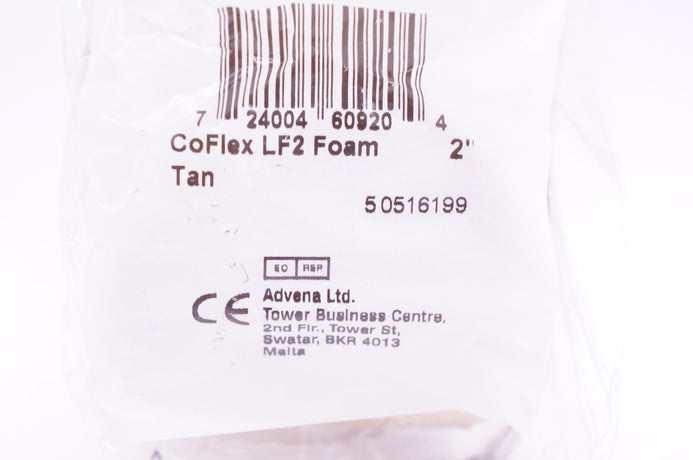 7 24004 60920 4
CoFlex LF2 Foam 2"
Tan
50516199
EC REP
CE Advena Ltd.
Tower Business Centre,
2nd Flr., Tower St,
Swatar, BKR 4013
Malta